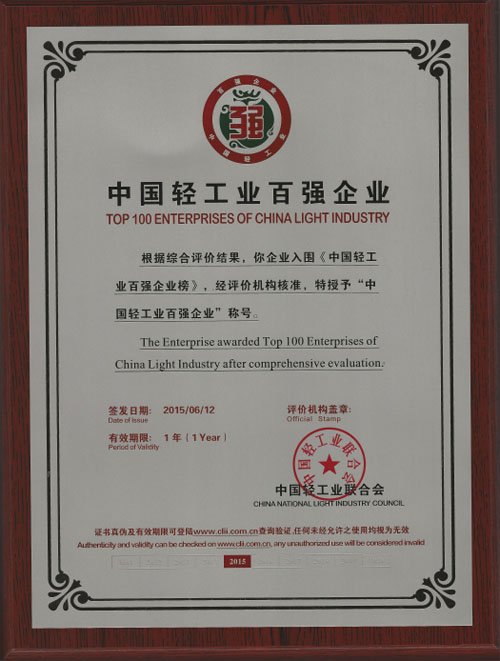 百强企业
百强
中国轻工业
中国轻工业百强企业
TOP 100 ENTERPRISES OF CHINA LIGHT INDUSTRY
根据综合评价结果，你企业入围《中国轻工
业百强企业榜》，经评价机构核准，特授予“中
国轻工业百强企业”称号。
The Enterprise awarded Top 100 Enterprises of
China Light Industry after comprehensive evaluation.
签发日期: 2015/06/12
Date of Issue
有效期限: 1 年 ( 1 Year )
Period of Validity
评价机构盖章:
Official Stamp
中国轻工业联合会
中国轻工业联合会
CHINA NATIONAL LIGHT INDUSTRY COUNCIL
证书真伪及有效期限可登陆www.clii.com.cn查询验证,任何未经允许之使用均视为无效
Authenticity and validity can be checked on www.clii.com.cn, any unauthorized use will be considered invalid
2015